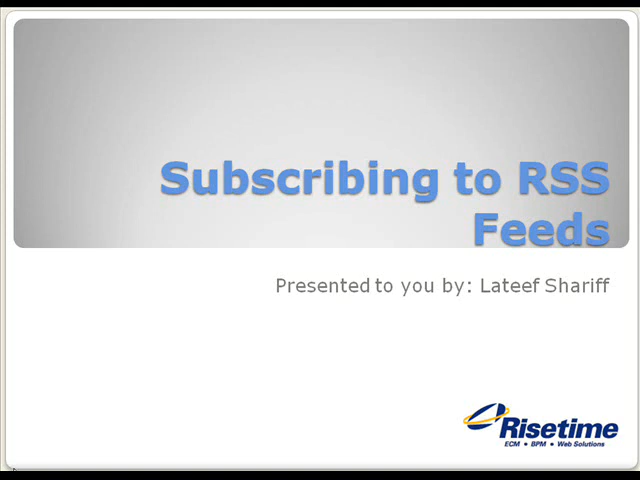 Subscribing to RSS
Feeds
Presented to you by: Lateef Shariff
Risetime
ECM • BPM • Web Solutions